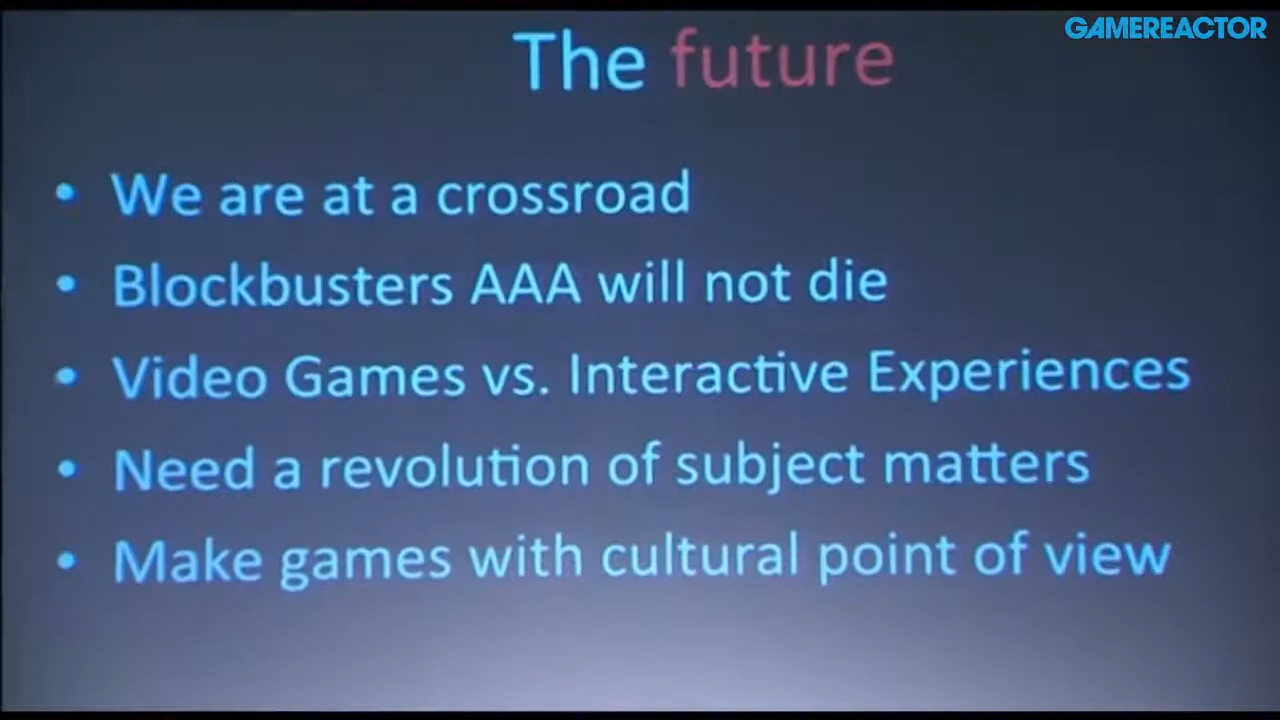 GAMEREACTOR
The future
• We are at a crossroad
• Blockbusters AAA will not die
• Video Games vs. Interactive Experiences
• Need a revolution of subject matters
• Make games with cultural point of view